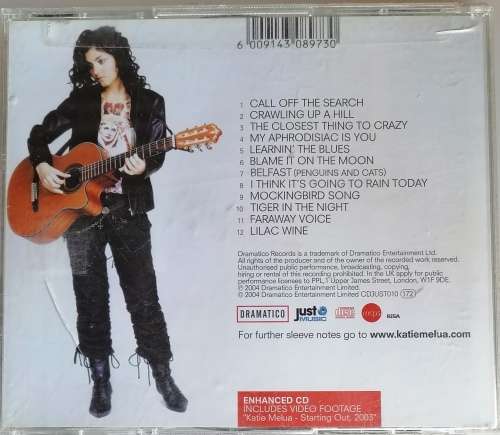 6 009143 089730
1 CALL OFF THE SEARCH
2 CRAWLING UP A HILL
3 THE CLOSEST THING TO CRAZY
4 MY APHRODISIAC IS YOU
5 LEARNIN' THE BLUES
6 BLAME IT ON THE MOON
7 BELFAST (PENGUINS AND CATS)
8 I THINK IT'S GOING TO RAIN TODAY
9 MOCKINGBIRD SONG
10 TIGER IN THE NIGHT
11 FARAWAY VOICE
12 LILAC WINE
Dramatico Records is a trademark of Dramatico Entertainment Ltd.
All rights of the producer and of the owner of the recorded work reserved.
Unauthorised public performance, broadcasting, copying,
hiring or rental of this recording prohibited. In the UK apply for public
performance licenses to PPL, 1 Upper James Street, London, W1F 9DE.
℗ 2004 Dramatico Entertainment Limited.
© 2004 Dramatico Entertainment Limited CDJUST010 172
DRAMATICO just MUSIC disc RISA
For further sleeve notes go to www.katiemelua.com
ENHANCED CD
INCLUDES VIDEO FOOTAGE
"Katie Melua - Starting Out, 2003"